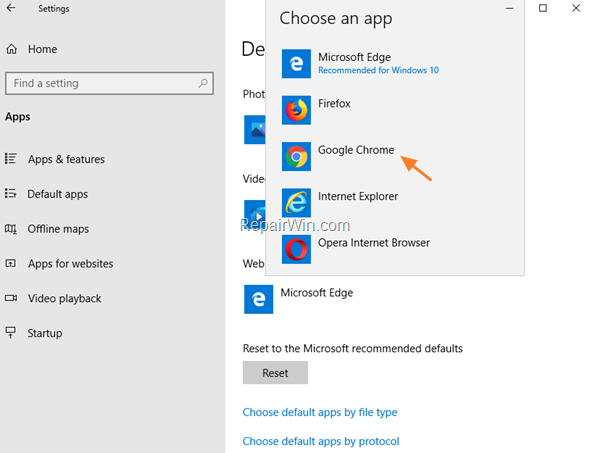 Settings
Home
Find a setting
Apps
Apps & features
Default apps
Offline maps
Apps for websites
Video playback
Startup
De
Choose an app
Microsoft Edge
Recommended for Windows 10
Firefox
Google Chrome
Internet Explorer
Opera Internet Browser
Phot
Vide
RepairWin.com
Web
Microsoft Edge
Reset to the Microsoft recommended defaults
Reset
Choose default apps by file type
Choose default apps by protocol